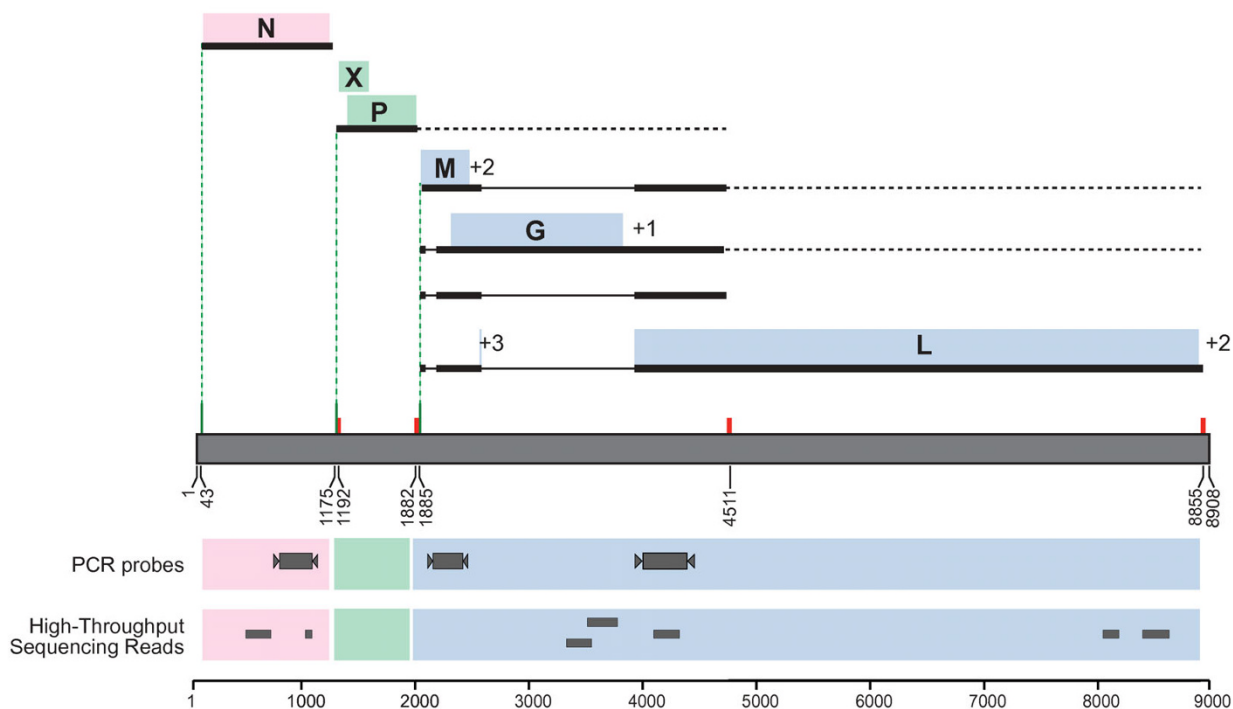 N
X
P
M +2
G +1
+3 L +2
1 43 1175 1192 1882 1885 4511 8855 8908
PCR probes
High-Throughput
Sequencing Reads
1 1000 2000 3000 4000 5000 6000 7000 8000 9000